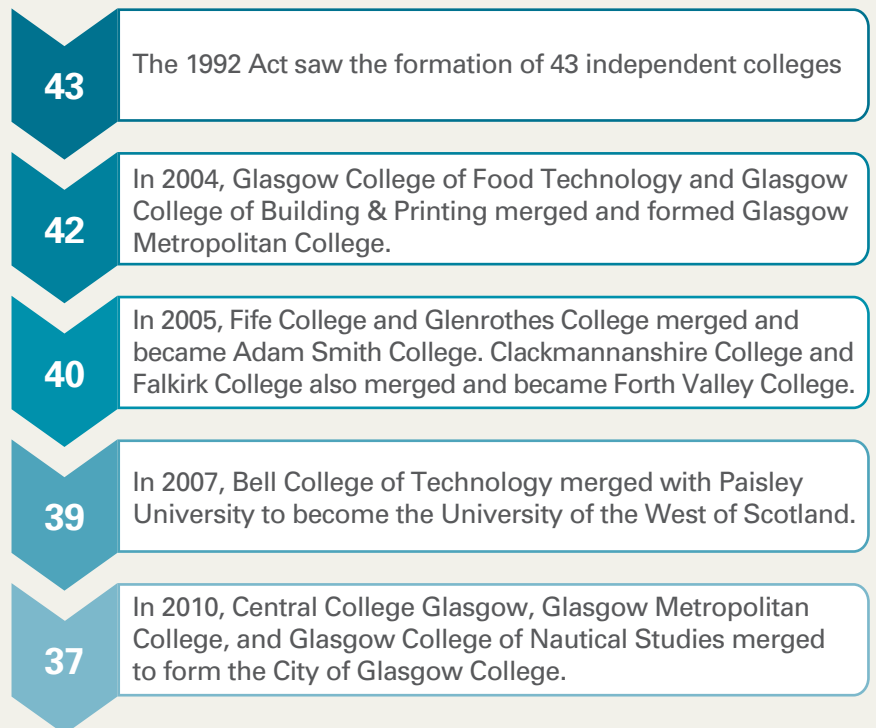 43
The 1992 Act saw the formation of 43 independent colleges
42
In 2004, Glasgow College of Food Technology and Glasgow
College of Building & Printing merged and formed Glasgow
Metropolitan College.
40
In 2005, Fife College and Glenrothes College merged and
became Adam Smith College. Clackmannanshire College and
Falkirk College also merged and became Forth Valley College.
39
In 2007, Bell College of Technology merged with Paisley
University to become the University of the West of Scotland.
37
In 2010, Central College Glasgow, Glasgow Metropolitan
College, and Glasgow College of Nautical Studies merged
to form the City of Glasgow College.